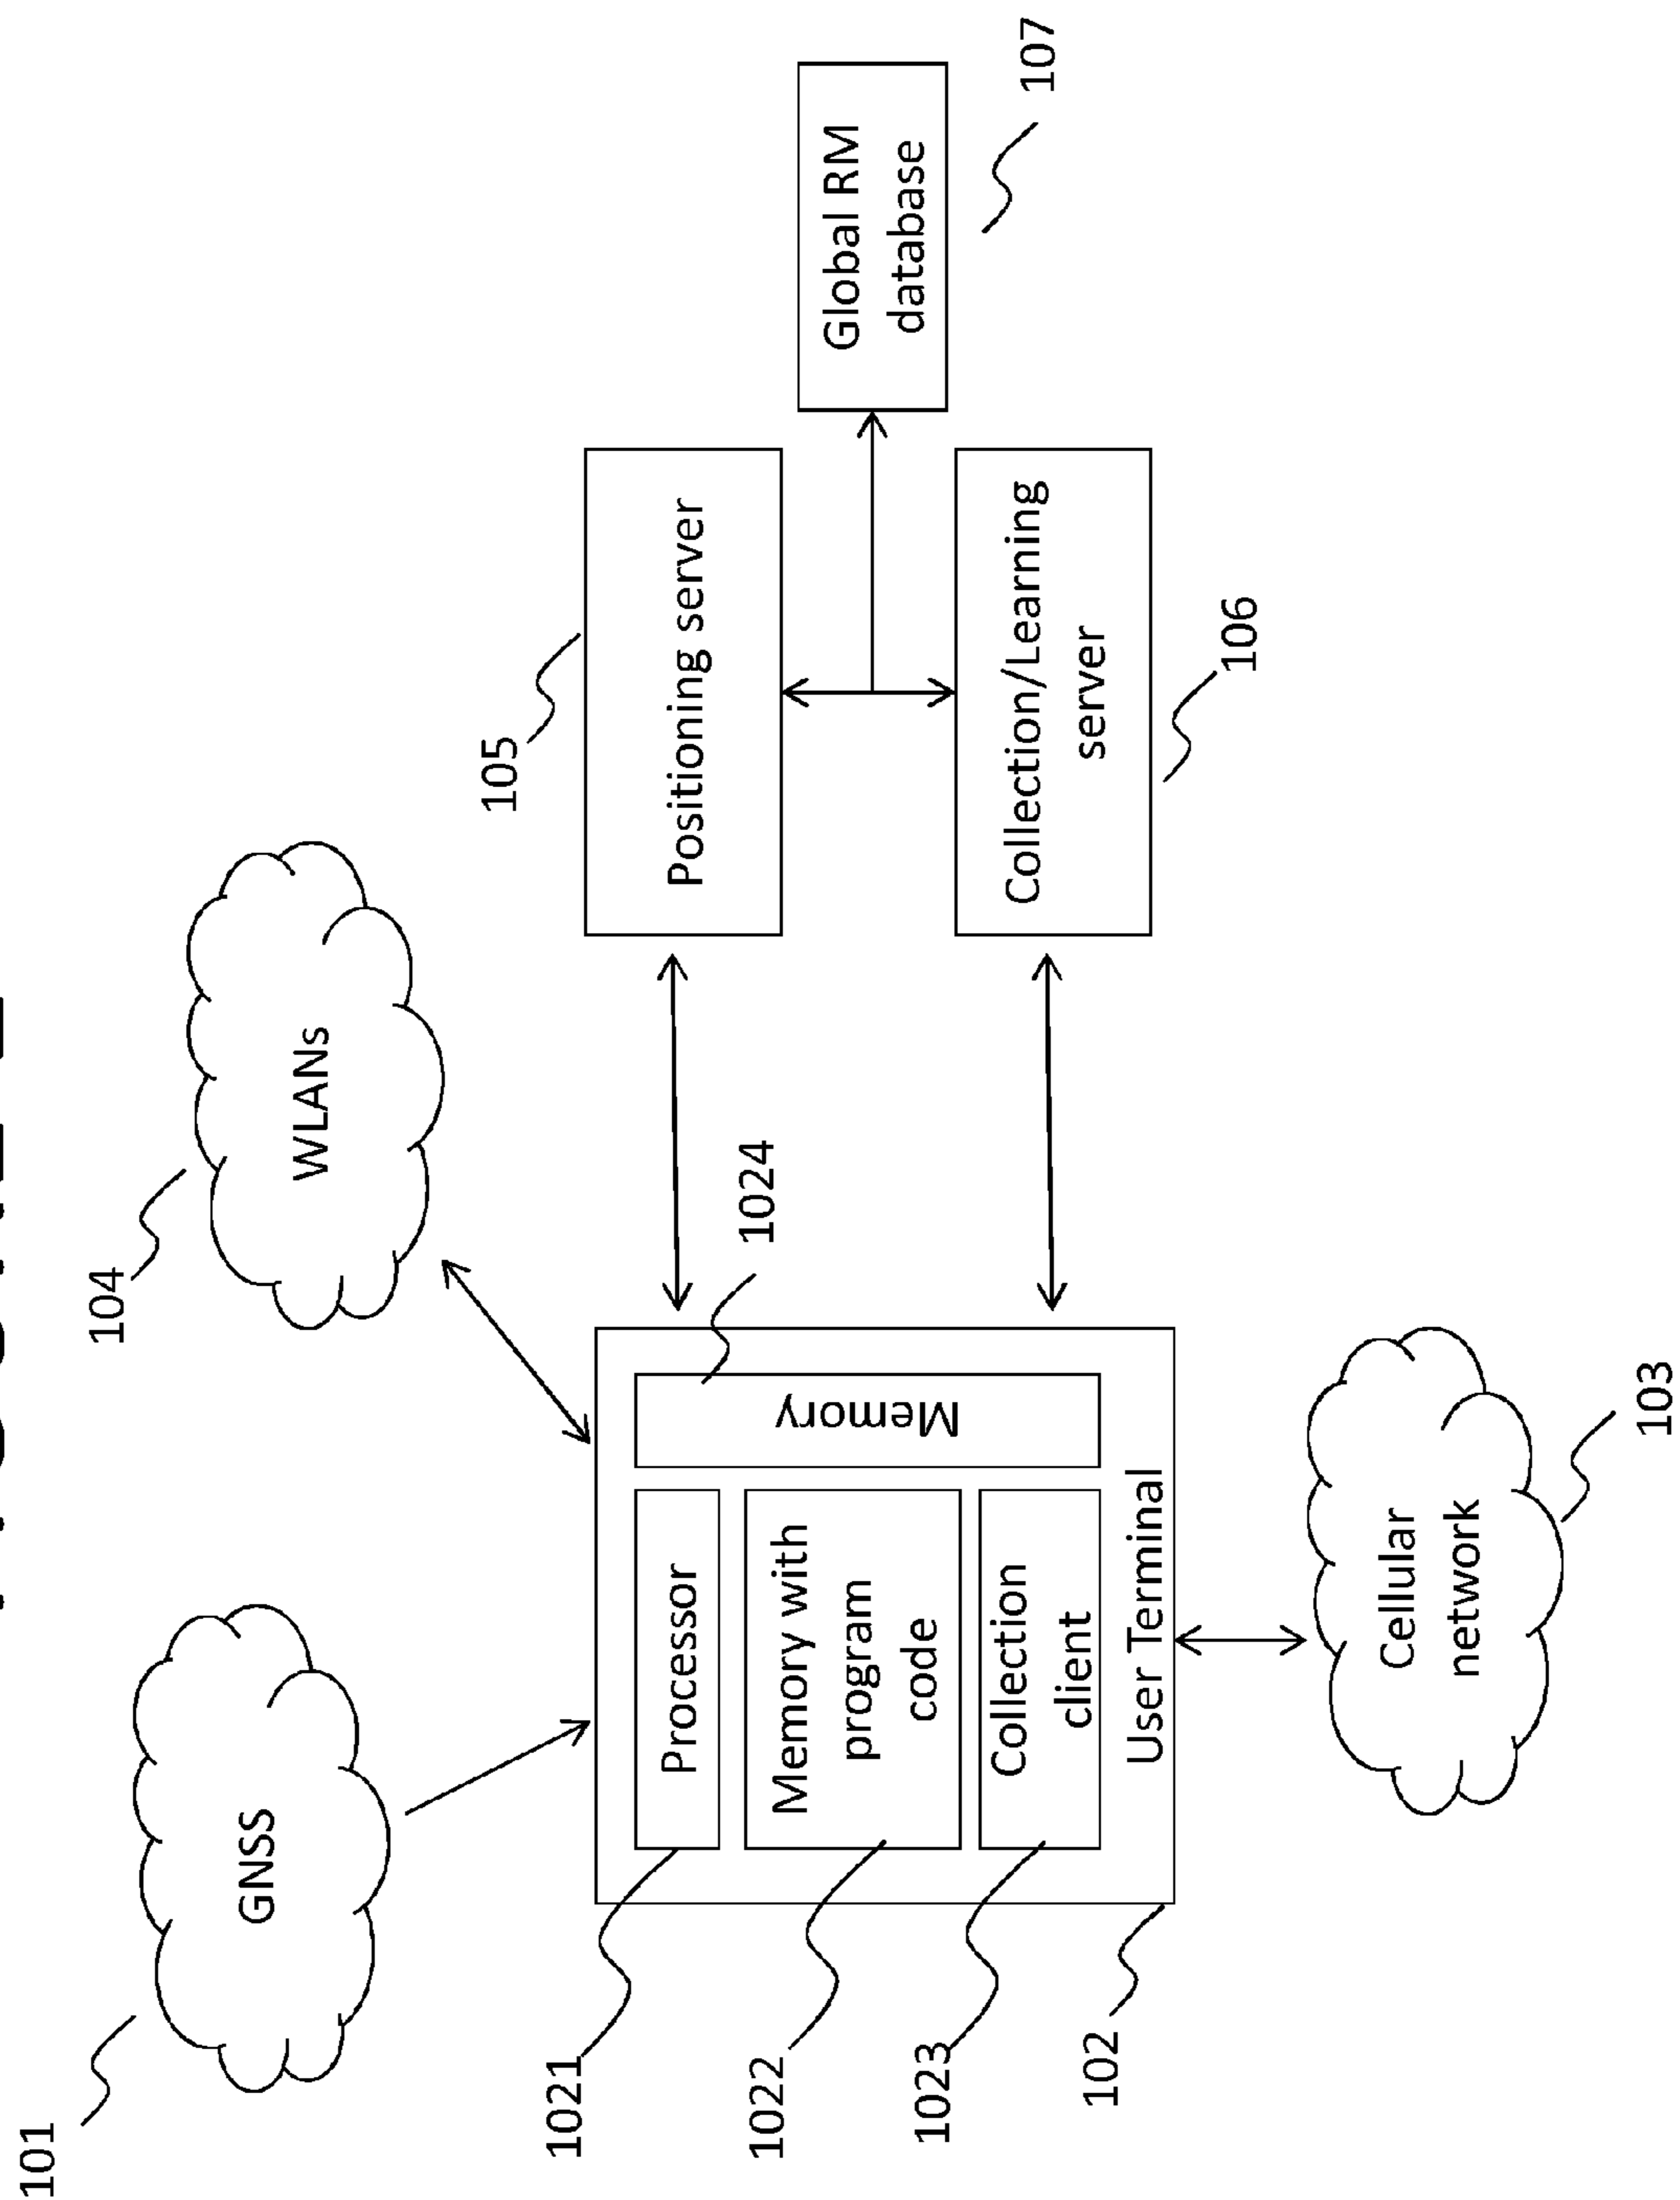 101
GNSS
104
WLANs
1021
Processor
1022
Memory with
program
code
1023
Collection
client
102
User Terminal
Memory
1024
105
Positioning server
Collection/Learning
server
106
Global RM
database
107
Cellular
network
103